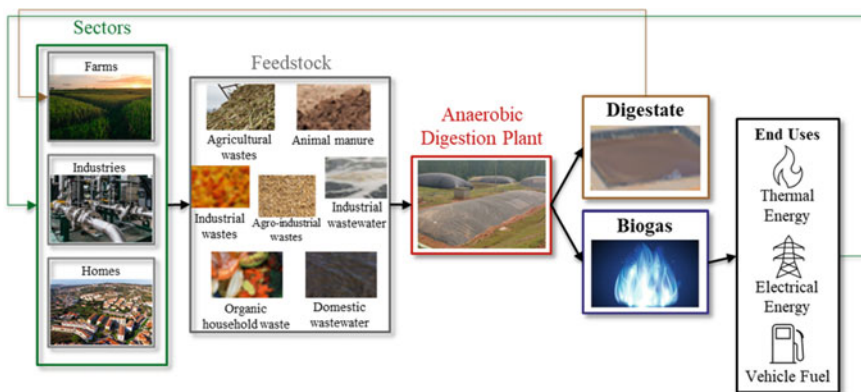 Sectors
Farms
Industries
Homes
Feedstock
Agricultural
wastes
Animal manure
Industrial
wastes
Agro-industrial
wastes
Industrial
wastewater
Organic
household waste
Domestic
wastewater
Anaerobic
Digestion Plant
Digestate
Biogas
End Uses
Thermal
Energy
Electrical
Energy
Vehicle Fuel